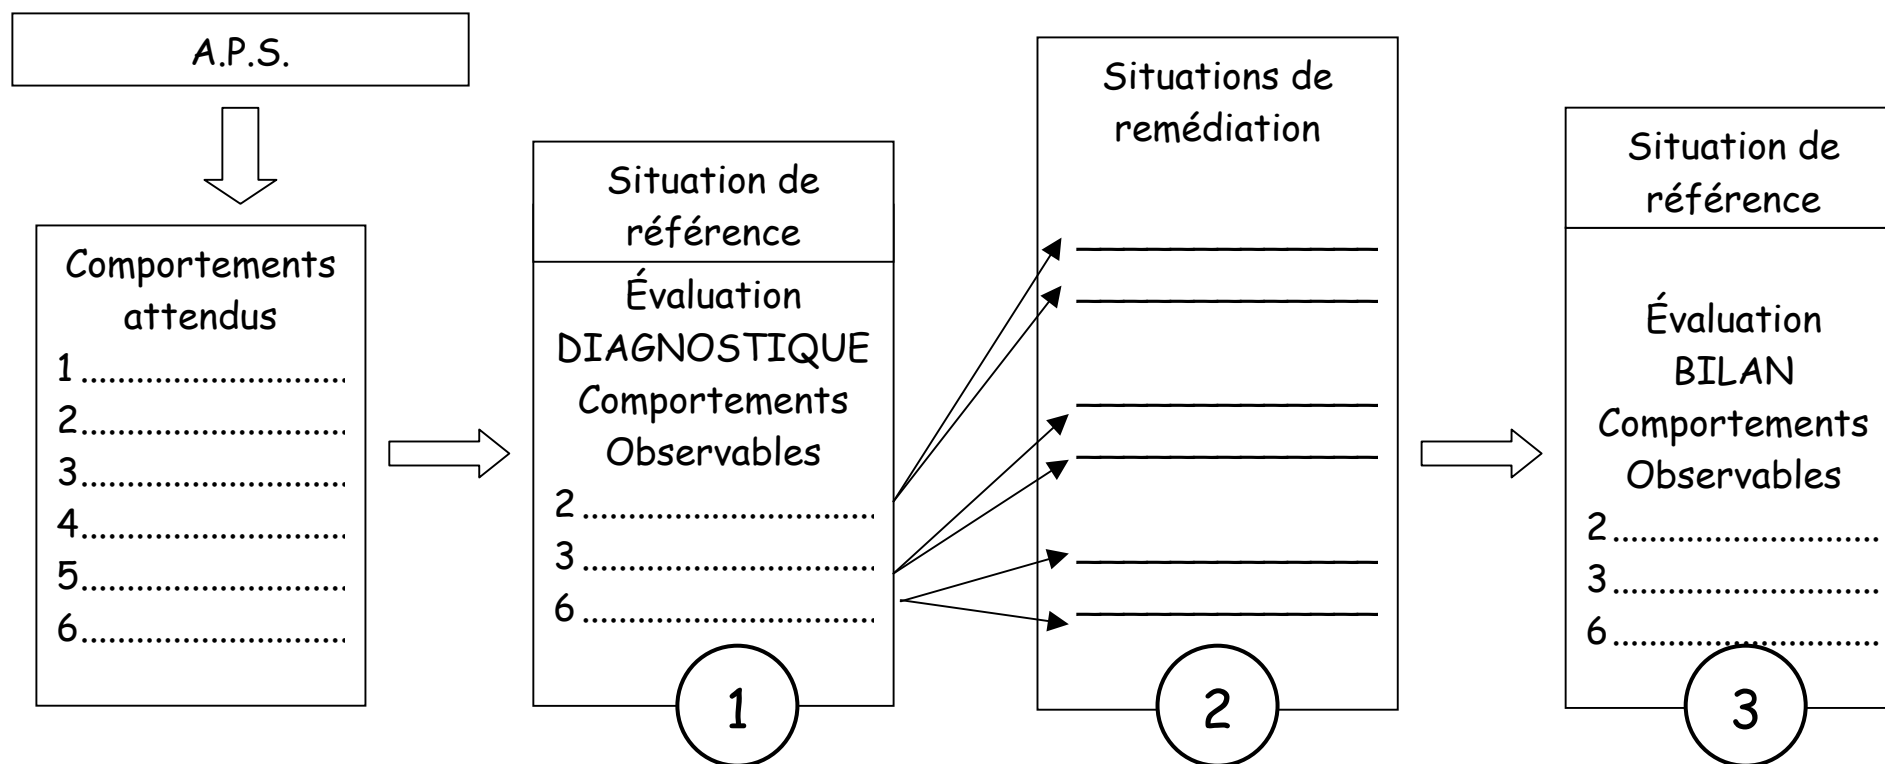 A.P.S.
Comportements
attendus
1 ................................
2................................
3................................
4................................
5................................
6................................
Situation de
référence
Évaluation
DIAGNOSTIQUE
Comportements
Observables
2 ...................................
3 ...................................
6 ...................................
1
Situations de
remédiation
2
Situation de
référence
Évaluation
BILAN
Comportements
Observables
2................................
3................................
6................................
3